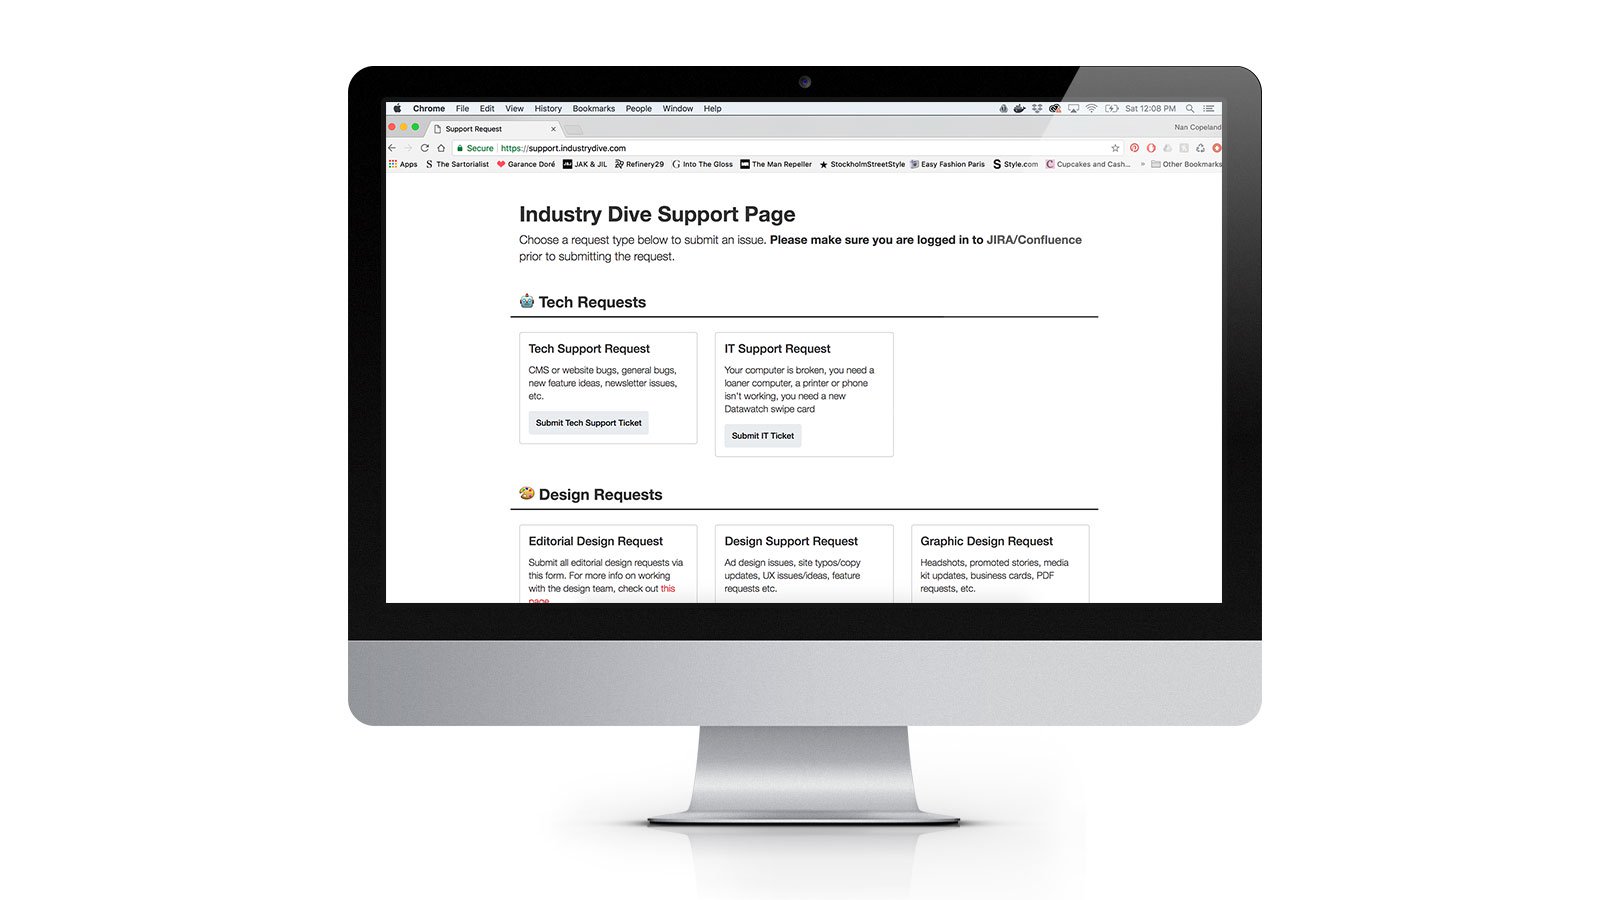 Chrome File Edit View History Bookmarks People Window Help Sat 12:08 PM
Support Request Nan Copeland
Secure https://support.industrydive.com
Apps The Sartorialist Garance Doré JAK & JIL Refinery29 Into The Gloss The Man Repeller StockholmStreetStyle Easy Fashion Paris Style.com Cupcakes and Cash... » Other Bookmarks
Industry Dive Support Page
Choose a request type below to submit an issue. Please make sure you are logged in to JIRA/Confluence
prior to submitting the request.
Tech Requests
Tech Support Request
CMS or website bugs, general bugs,
new feature ideas, newsletter issues,
etc.
Submit Tech Support Ticket
IT Support Request
Your computer is broken, you need a
loaner computer, a printer or phone
isn't working, you need a new
Datawatch swipe card
Submit IT Ticket
Design Requests
Editorial Design Request
Submit all editorial design requests via
this form. For more info on working
with the design team, check out this
page
Design Support Request
Ad design issues, site typos/copy
updates, UX issues/ideas, feature
requests etc.
Graphic Design Request
Headshots, promoted stories, media
kit updates, business cards, PDF
requests, etc.